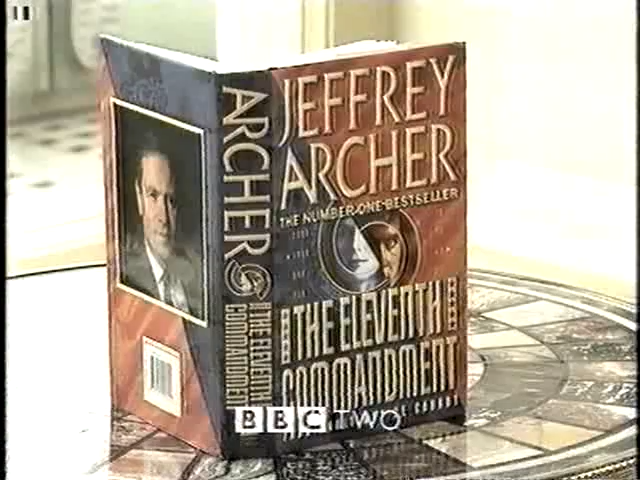 JEFFREY
ARCHER
THE NUMBER-ONE-BESTSELLER
THE ELEVENTH
COMMANDMENT
ARCHER
THE ELEVENTH
COMMANDMENT
BBC TWO